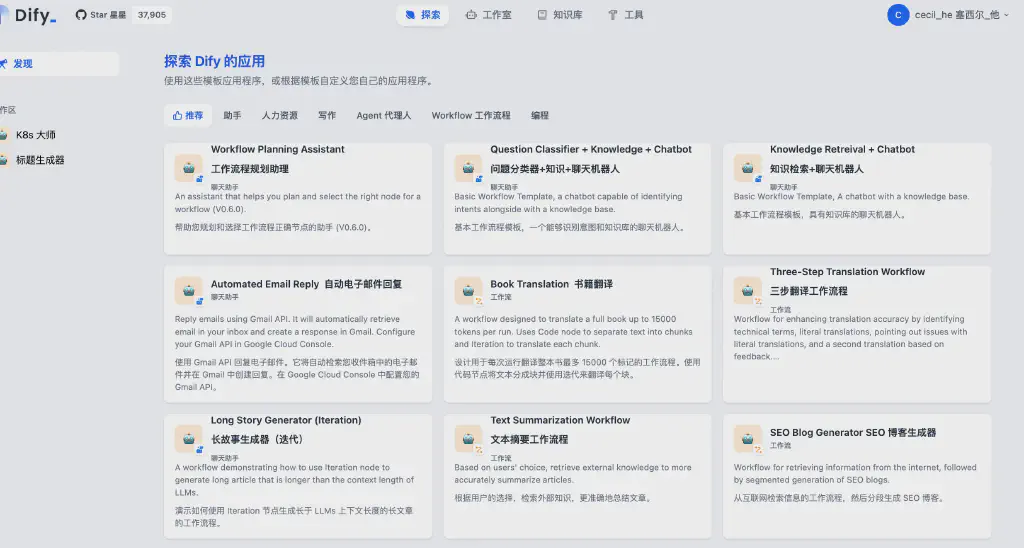 Dify_
Star 星星 37,905
探索
工作室
知识库
工具
C
cecil_he 塞西尔_他
发现
作区
K8s 大师
标题生成器
探索 Dify 的应用
使用这些模板应用程序，或根据模板自定义您自己的应用程序。
推荐
助手
人力资源
写作
Agent 代理人
Workflow 工作流程
编程
Workflow Planning Assistant
工作流程规划助理
聊天助手
An assistant that helps you plan and select the right node for a
workflow (V0.6.0).
帮助您规划和选择工作流程正确节点的助手 (V0.6.0)。
Question Classifier + Knowledge + Chatbot
问题分类器+知识+聊天机器人
聊天助手
Basic Workflow Template, a chatbot capable of identifying
intents alongside with a knowledge base.
基本工作流程模板，一个能够识别意图和知识库的聊天机器人。
Knowledge Retreival + Chatbot
知识检索+聊天机器人
聊天助手
Basic Workflow Template, A chatbot with a knowledge base.
基本工作流程模板，具有知识库的聊天机器人。
Automated Email Reply 自动电子邮件回复
聊天助手
Reply emails using Gmail API. It will automatically retrieve
email in your inbox and create a response in Gmail. Configure
your Gmail API in Google Cloud Console.
使用 Gmail API 回复电子邮件。它将自动检索您收件箱中的电子邮
件并在 Gmail 中创建回复。在 Google Cloud Console 中配置您的
Gmail API。
Book Translation 书籍翻译
工作流
A workflow designed to translate a full book up to 15000
tokens per run. Uses Code node to separate text into chunks
and Iteration to translate each chunk.
设计用于每次运行翻译整本书最多 15000 个标记的工作流程。使用
代码节点将文本分成块并使用迭代来翻译每个块。
Three-Step Translation Workflow
三步翻译工作流程
工作流
Workflow for enhancing translation accuracy by identifying
technical terms, literal translations, pointing out issues with
literal translations, and a second translation based on
feedback...
Long Story Generator (Iteration)
长故事生成器（迭代）
聊天助手
A workflow demonstrating how to use Iteration node to
generate long article that is longer than the context length of
LLMs.
演示如何使用 Iteration 节点生成长于 LLMs 上下文长度的长文章
的工作流程。
Text Summarization Workflow
文本摘要工作流程
工作流
Based on users' choice, retrieve external knowledge to more
accurately summarize articles.
根据用户的选择，检索外部知识，更准确地总结文章。
SEO Blog Generator SEO 博客生成器
工作流
Workflow for retrieving information from the internet, followed
by segmented generation of SEO blogs.
从互联网检索信息的工作流程，然后分段生成 SEO 博客。